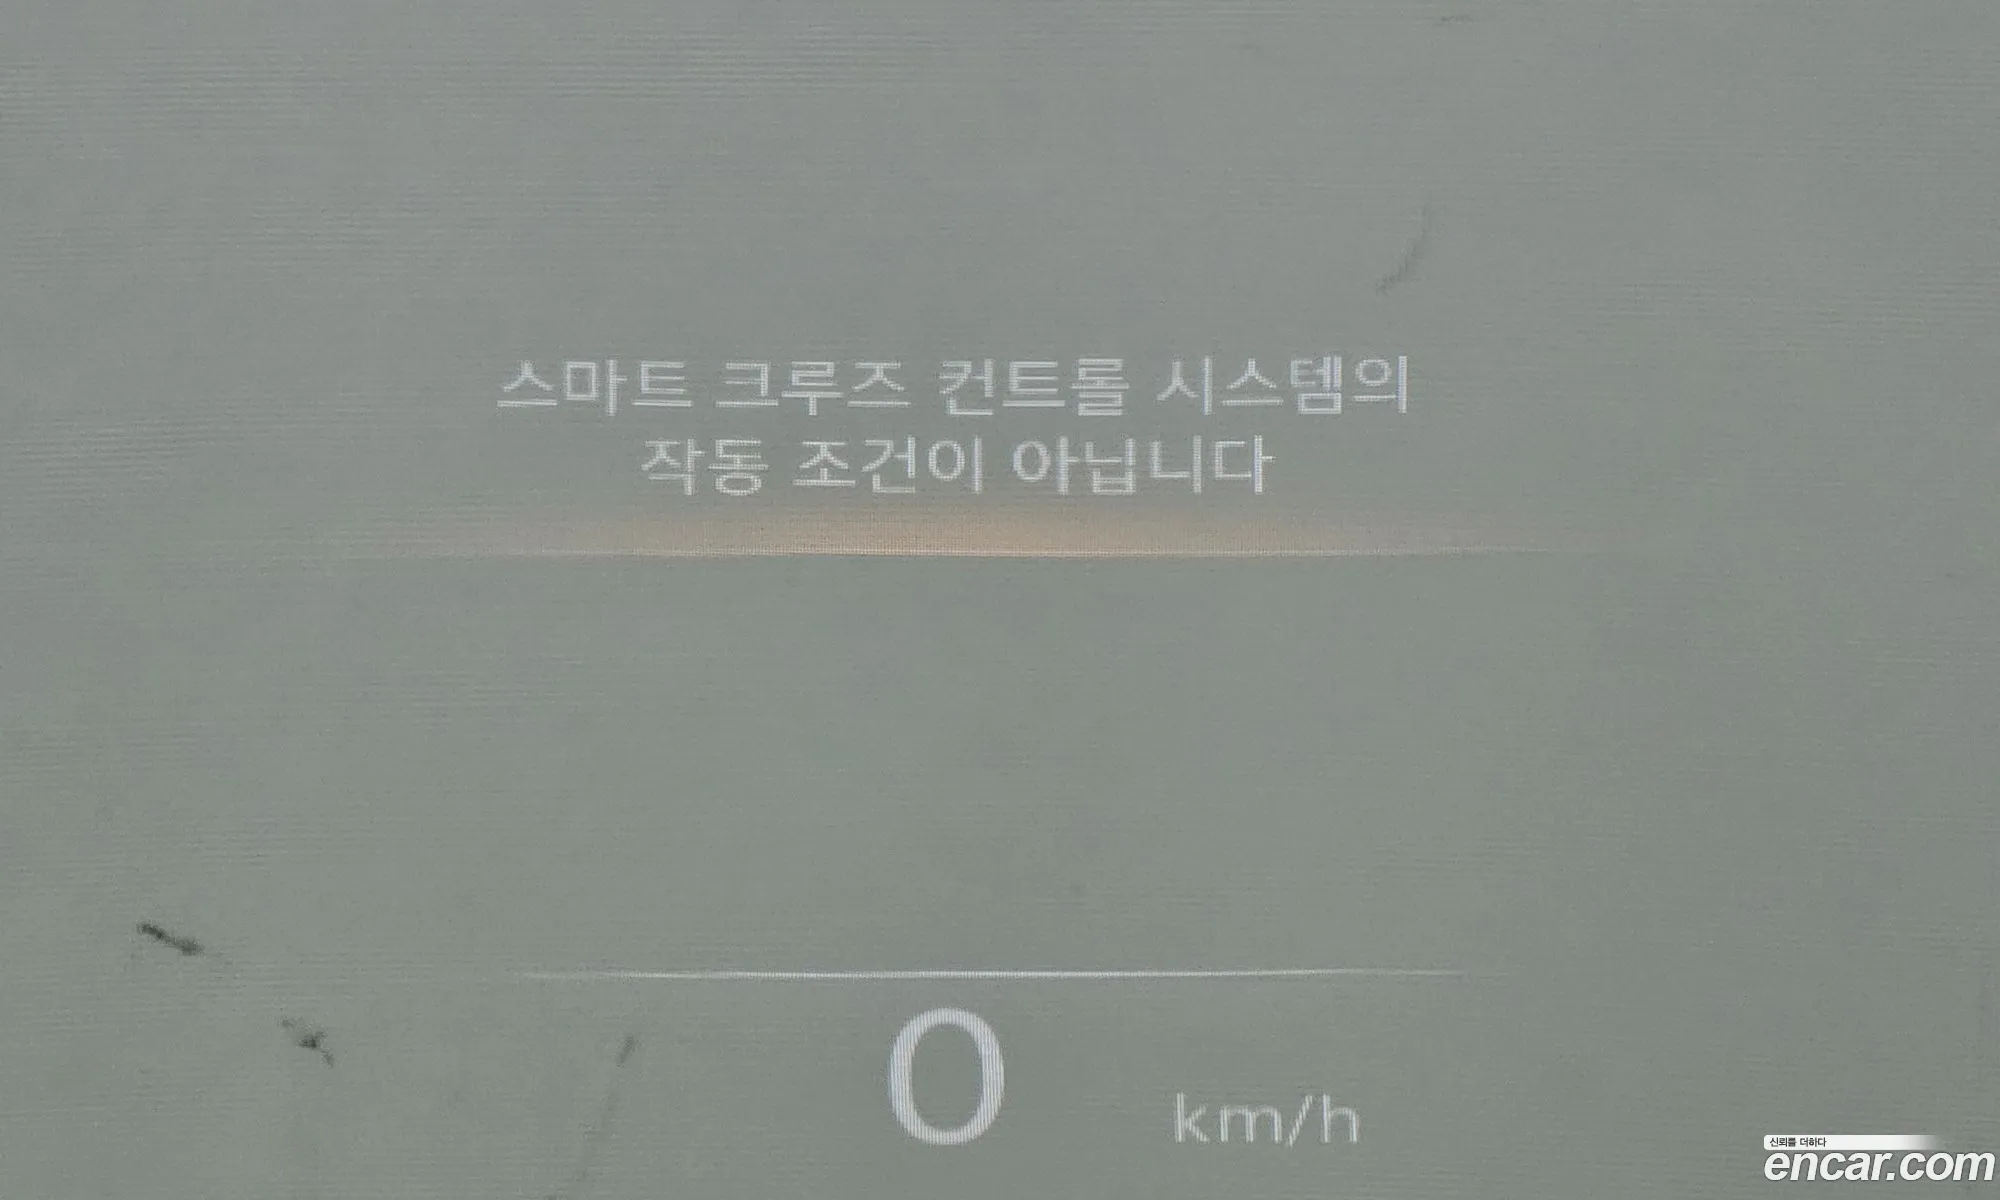 스마트 크루즈 컨트롤 시스템의
작동 조건이 아닙니다
0 km/h
신뢰를 더하다
encar.com